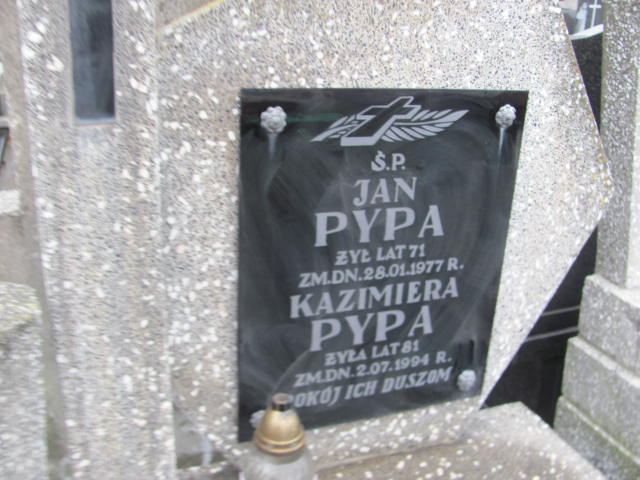 Ś.P.
JAN
PYPA
ŻYŁ LAT 71
ZM.DN. 28.01.1977 R.
KAZIMIERA
PYPA
ŻYŁA LAT 81
ZM.DN. 2.07.1994 R.
POKÓJ ICH DUSZOM